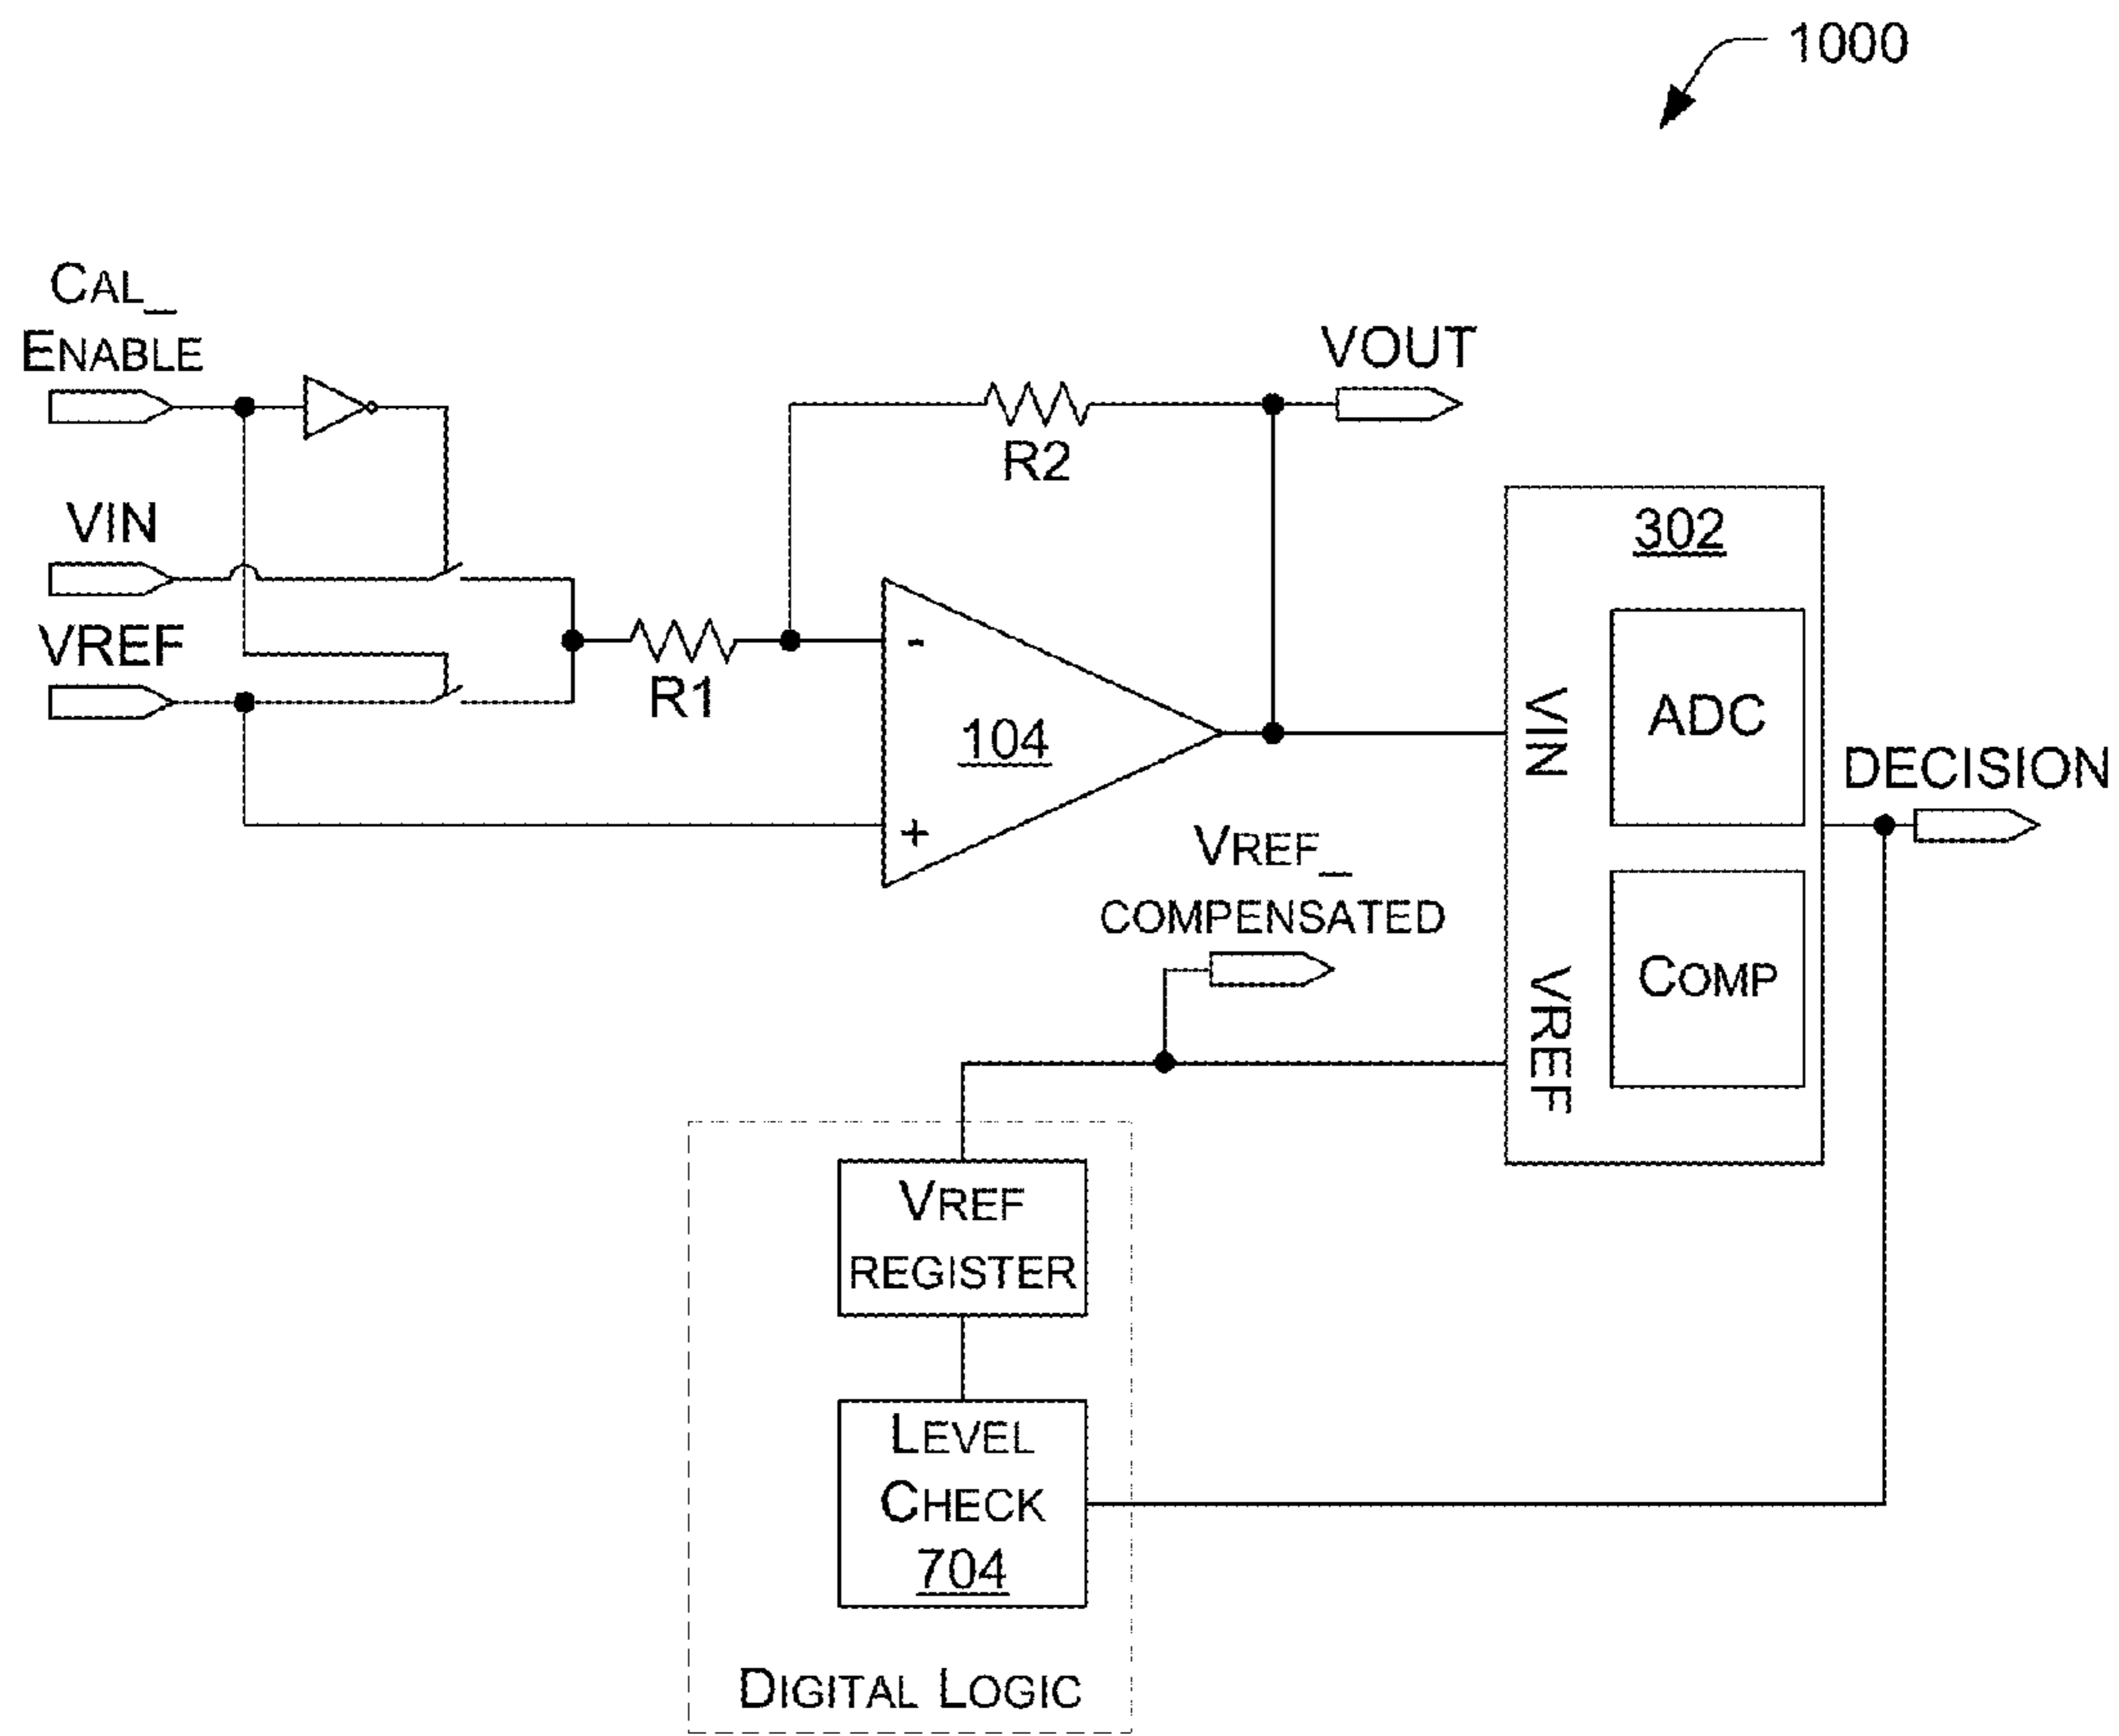 1000
CAL_
ENABLE
VOUT
R2
VIN
302
VREF
R1
-
104
+
VIN
ADC
DECISION
VREF_
COMPENSATED
VREF
COMP
VREF
REGISTER
LEVEL
CHECK
704
DIGITAL LOGIC